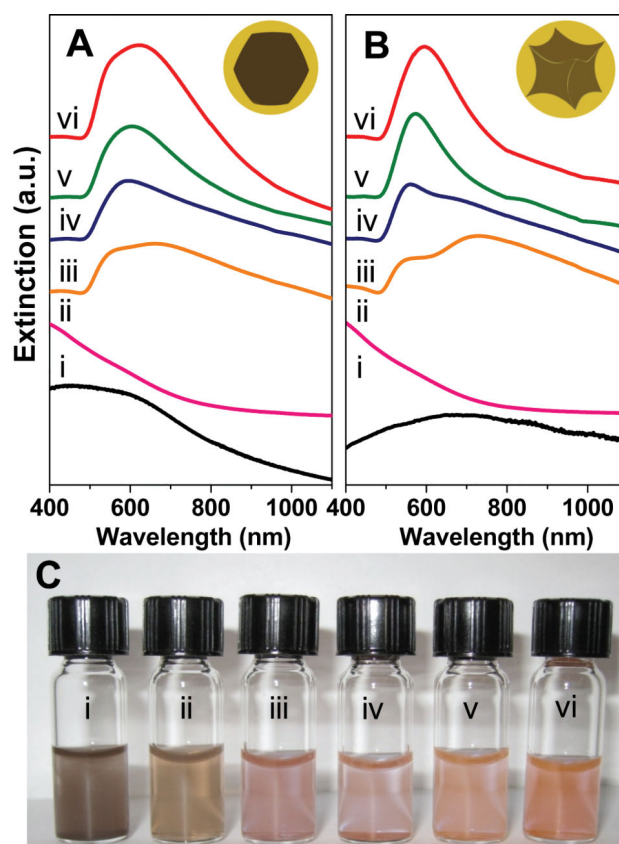 A
B
Extinction (a.u.)
vi
v
iv
iii
ii
i
vi
v
iv
iii
ii
i
400 600 800 1000
400 600 800 1000
Wavelength (nm)
Wavelength (nm)
C
i ii iii iv v vi